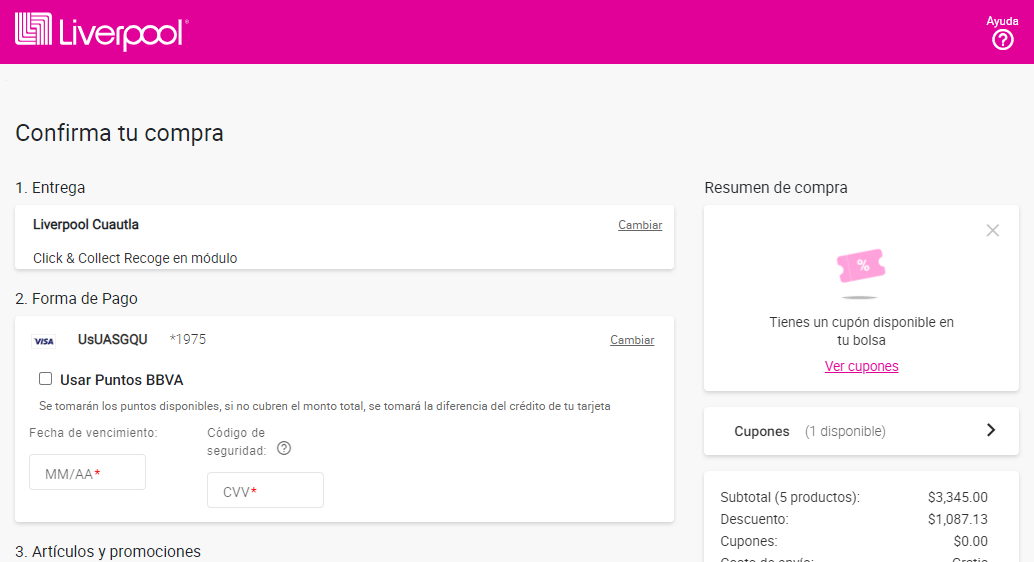 Liverpool
Ayuda
Confirma tu compra
1. Entrega
Liverpool Cuautla
Cambiar
Click & Collect Recoge en módulo
2. Forma de Pago
VISA
UsUASGQU
*1975
Cambiar
Usar Puntos BBVA
Se tomarán los puntos disponibles, si no cubren el monto total, se tomará la diferencia del crédito de tu tarjeta
Fecha de vencimiento:
MM/AA*
Código de
seguridad:
CVV*
3. Artículos y promociones
Resumen de compra
%
Tienes un cupón disponible en
tu bolsa
Ver cupones
Cupones (1 disponible)
Subtotal (5 productos): $3,345.00
Descuento: $1,087.13
Cupones: $0.00
Costo de envío: Gratis